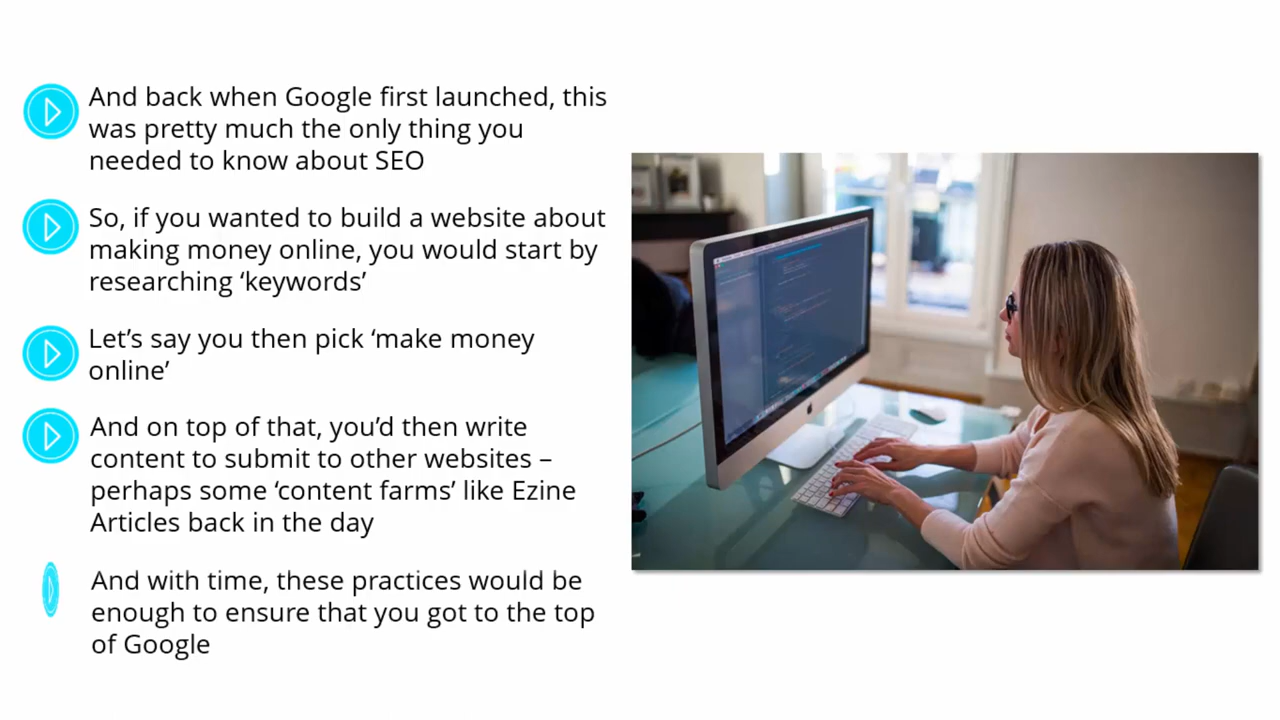 And back when Google first launched, this
was pretty much the only thing you
needed to know about SEO
So, if you wanted to build a website about
making money online, you would start by
researching ‘keywords’
Let’s say you then pick ‘make money
online’
And on top of that, you’d then write
content to submit to other websites –
perhaps some ‘content farms’ like Ezine
Articles back in the day
And with time, these practices would be
enough to ensure that you got to the top
of Google